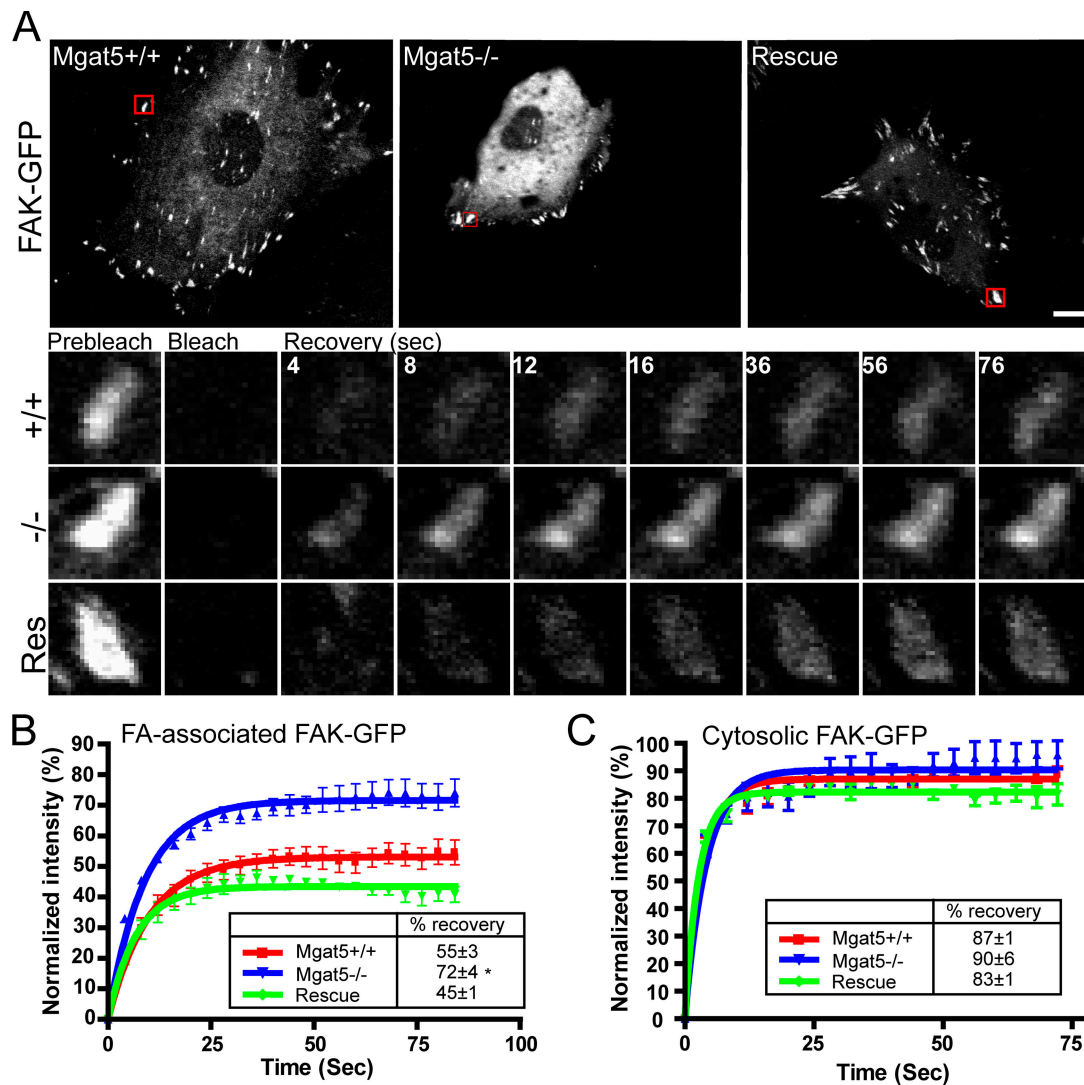 A
Mgat5+/+ Mgat5-/- Rescue
FAK-GFP
Prebleach Bleach Recovery (sec)
4 8 12 16 36 56 76
+/+
-/-
Res
B FA-associated FAK-GFP
Normalized intensity (%)
90
80
70
60
50
40
30
20
10
0
0 25 50 75 100
Time (Sec)
% recovery
Mgat5+/+ 55±3
Mgat5-/- 72±4 *
Rescue 45±1
C Cytosolic FAK-GFP
Normalized intensity (%)
100
90
80
70
60
50
40
30
20
10
0
0 25 50 75
Time (Sec)
% recovery
Mgat5+/+ 87±1
Mgat5-/- 90±6
Rescue 83±1